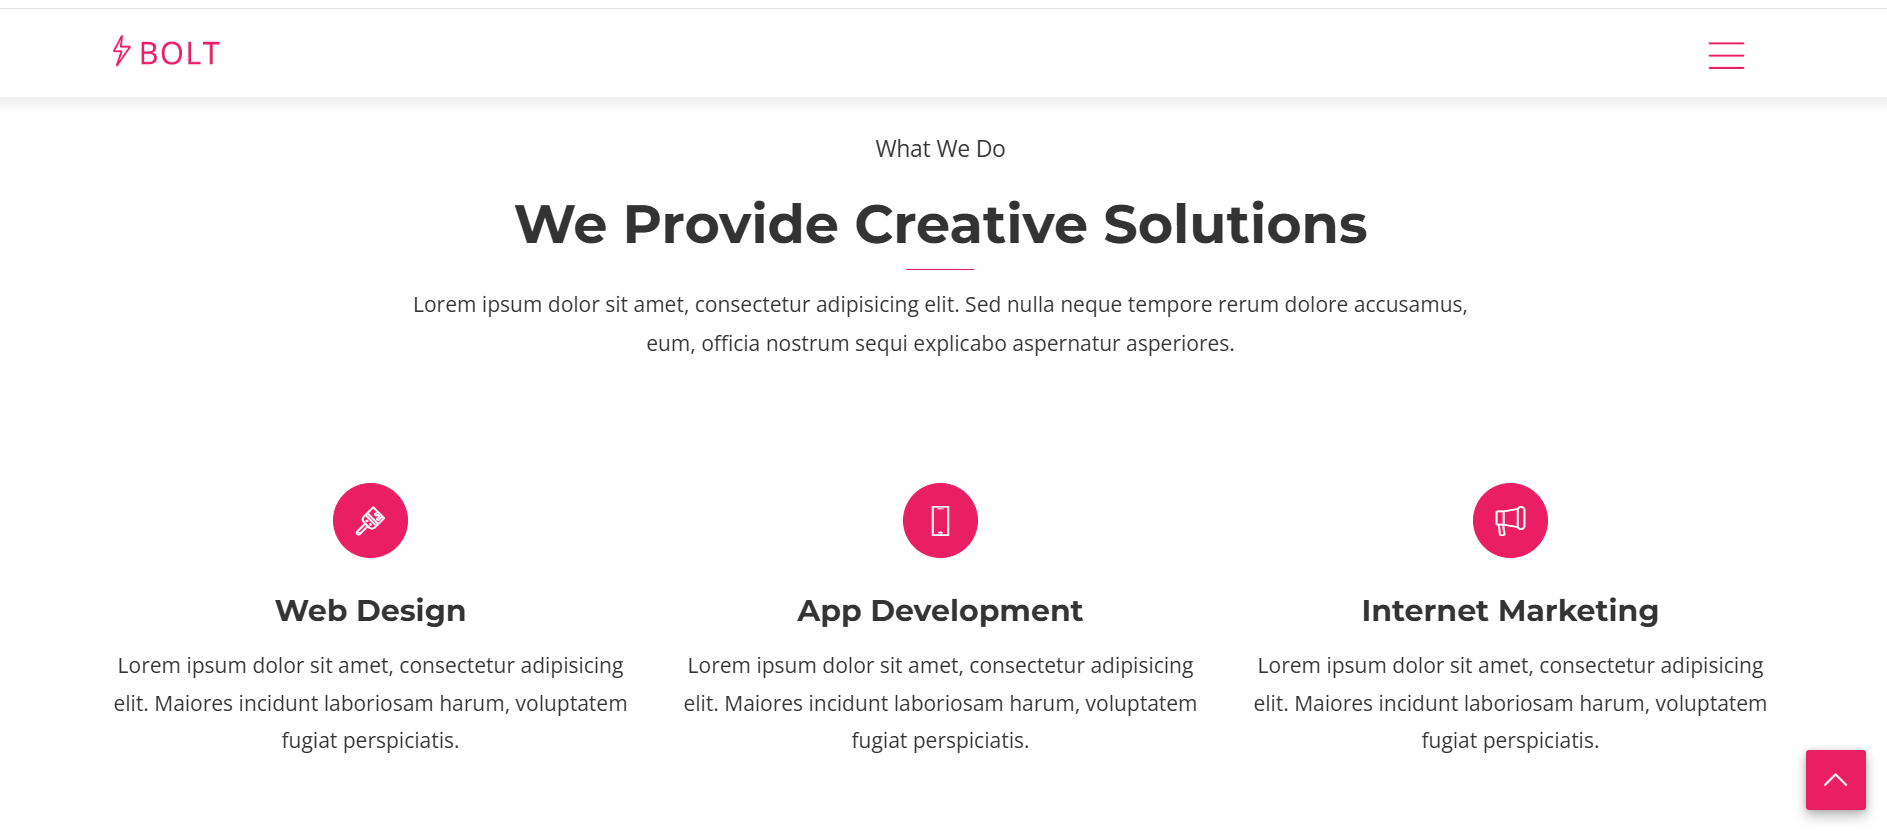 BOLT
What We Do
We Provide Creative Solutions
Lorem ipsum dolor sit amet, consectetur adipisicing elit. Sed nulla neque tempore rerum dolore accusamus,
eum, officia nostrum sequi explicabo aspernatur asperiores.
Web Design
Lorem ipsum dolor sit amet, consectetur adipisicing
elit. Maiores incidunt laboriosam harum, voluptatem
fugiat perspiciatis.
App Development
Lorem ipsum dolor sit amet, consectetur adipisicing
elit. Maiores incidunt laboriosam harum, voluptatem
fugiat perspiciatis.
Internet Marketing
Lorem ipsum dolor sit amet, consectetur adipisicing
elit. Maiores incidunt laboriosam harum, voluptatem
fugiat perspiciatis.